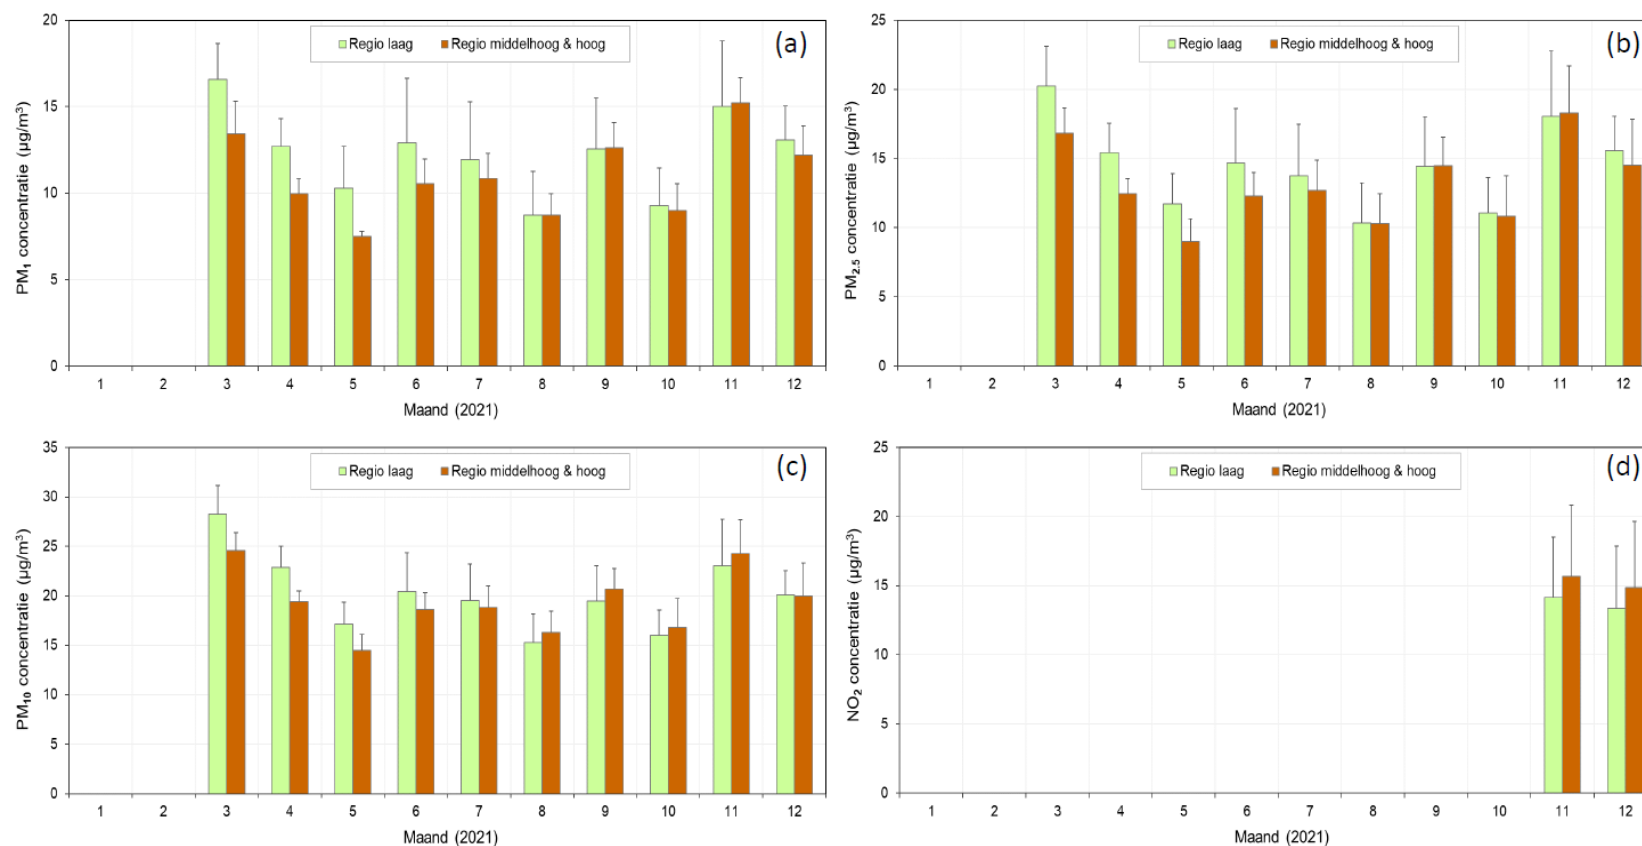 20
15
10
5
0
PM₁ concentratie (µg/m³)
Regio laag
Regio middelhoog & hoog
(a)
1 2 3 4 5 6 7 8 9 10 11 12
Maand (2021)
25
20
15
10
5
0
PM₂.₅ concentratie (µg/m³)
Regio laag
Regio middelhoog & hoog
(b)
1 2 3 4 5 6 7 8 9 10 11 12
Maand (2021)
35
30
25
20
15
10
5
0
PM₁₀ concentratie (µg/m³)
Regio laag
Regio middelhoog & hoog
(c)
1 2 3 4 5 6 7 8 9 10 11 12
Maand (2021)
25
20
15
10
5
0
NO₂ concentratie (µg/m³)
Regio laag
Regio middelhoog & hoog
(d)
1 2 3 4 5 6 7 8 9 10 11 12
Maand (2021)